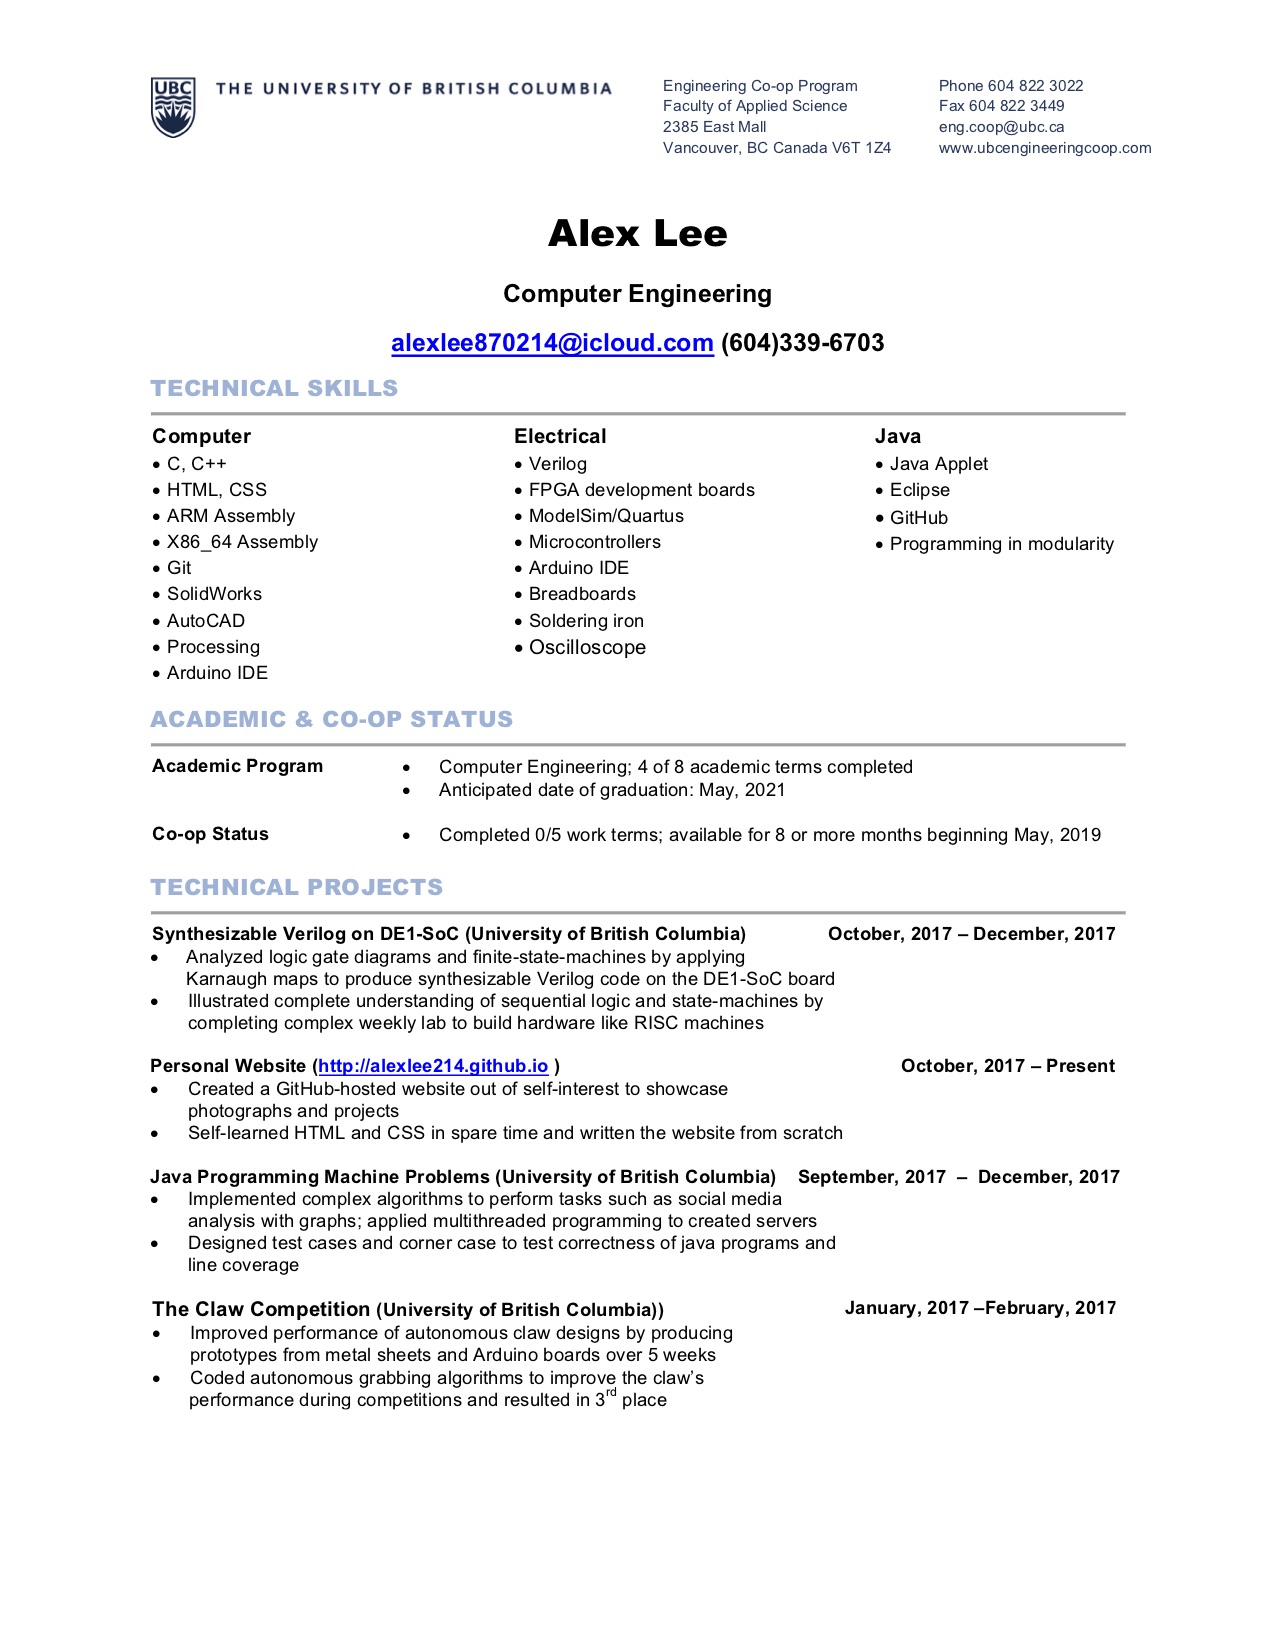 UBC
THE UNIVERSITY OF BRITISH COLUMBIA
Engineering Co-op Program
Faculty of Applied Science
2385 East Mall
Vancouver, BC Canada V6T 1Z4
Phone 604 822 3022
Fax 604 822 3449
eng.coop@ubc.ca
www.ubcengineeringcoop.com
Alex Lee
Computer Engineering
alexlee870214@icloud.com (604)339-6703
TECHNICAL SKILLS
Computer
• C, C++
• HTML, CSS
• ARM Assembly
• X86_64 Assembly
• Git
• SolidWorks
• AutoCAD
• Processing
• Arduino IDE
Electrical
• Verilog
• FPGA development boards
• ModelSim/Quartus
• Microcontrollers
• Arduino IDE
• Breadboards
• Soldering iron
• Oscilloscope
Java
• Java Applet
• Eclipse
• GitHub
• Programming in modularity
ACADEMIC & CO-OP STATUS
Academic Program • Computer Engineering; 4 of 8 academic terms completed
• Anticipated date of graduation: May, 2021
Co-op Status • Completed 0/5 work terms; available for 8 or more months beginning May, 2019
TECHNICAL PROJECTS
Synthesizable Verilog on DE1-SoC (University of British Columbia) October, 2017 – December, 2017
• Analyzed logic gate diagrams and finite-state-machines by applying
Karnaugh maps to produce synthesizable Verilog code on the DE1-SoC board
• Illustrated complete understanding of sequential logic and state-machines by
completing complex weekly lab to build hardware like RISC machines
Personal Website (http://alexlee214.github.io ) October, 2017 – Present
• Created a GitHub-hosted website out of self-interest to showcase
photographs and projects
• Self-learned HTML and CSS in spare time and written the website from scratch
Java Programming Machine Problems (University of British Columbia) September, 2017 – December, 2017
• Implemented complex algorithms to perform tasks such as social media
analysis with graphs; applied multithreaded programming to created servers
• Designed test cases and corner case to test correctness of java programs and
line coverage
The Claw Competition (University of British Columbia)) January, 2017 –February, 2017
• Improved performance of autonomous claw designs by producing
prototypes from metal sheets and Arduino boards over 5 weeks
• Coded autonomous grabbing algorithms to improve the claw’s
performance during competitions and resulted in 3rd place